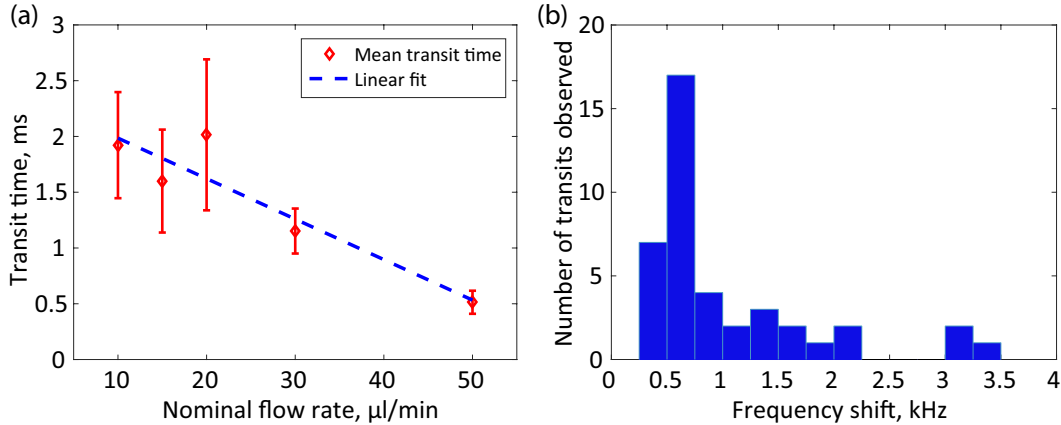 (a)
3
2.5
2
1.5
1
0.5
0
Transit time, ms
Mean transit time
Linear fit
10 20 30 40 50
Nominal flow rate, μl/min
(b)
20
15
10
5
0
Number of transits observed
0 0.5 1 1.5 2 2.5 3 3.5 4
Frequency shift, kHz